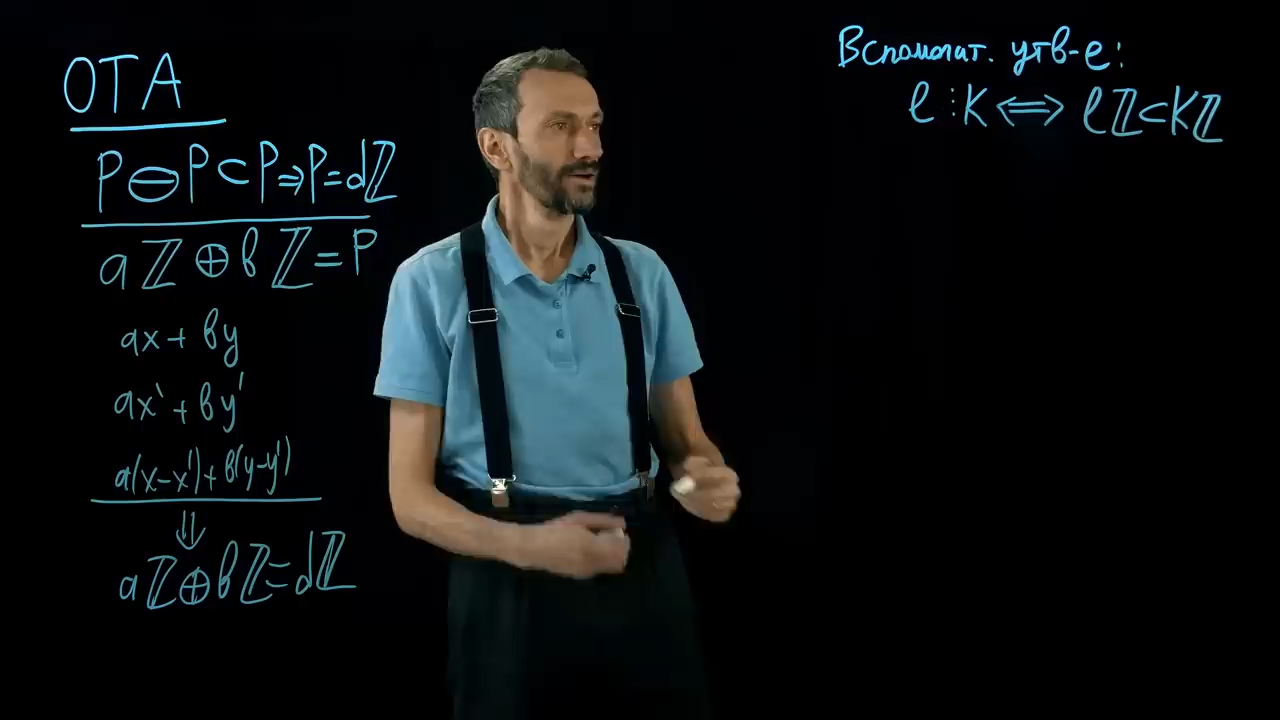 ОТА
P⊖P⊂P⇒P=dℤ
aℤ⊕bℤ=P
ax+by
ax'+by'
a(x-x')+b(y-y')
⇓
aℤ⊕bℤ=dℤ
Вспомогат. утв-е:
ℓ⋮K⟺ℓℤ⊂Kℤ